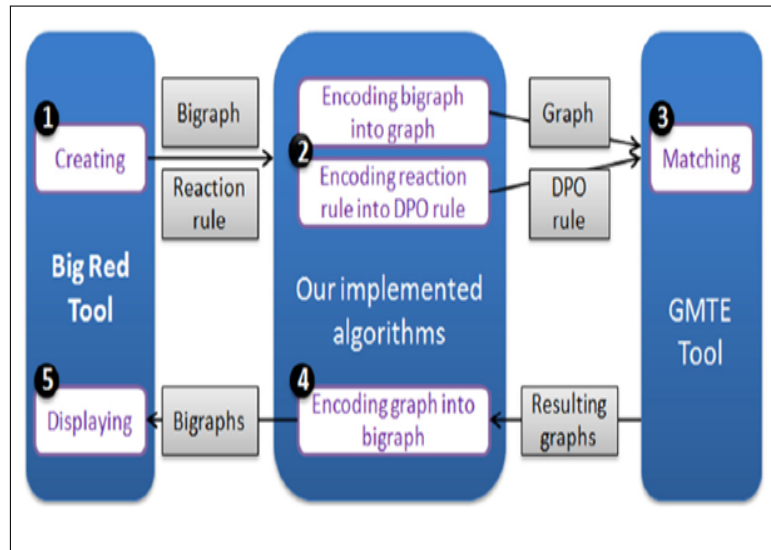 1
Creating
Big Red
Tool
5
Displaying
Bigraph
Reaction
rule
Bigraphs
Encoding bigraph
into graph
2
Encoding reaction
rule into DPO rule
Our implemented
algorithms
4
Encoding graph into
bigraph
Graph
DPO
rule
Resulting
graphs
3
Matching
GMTE
Tool